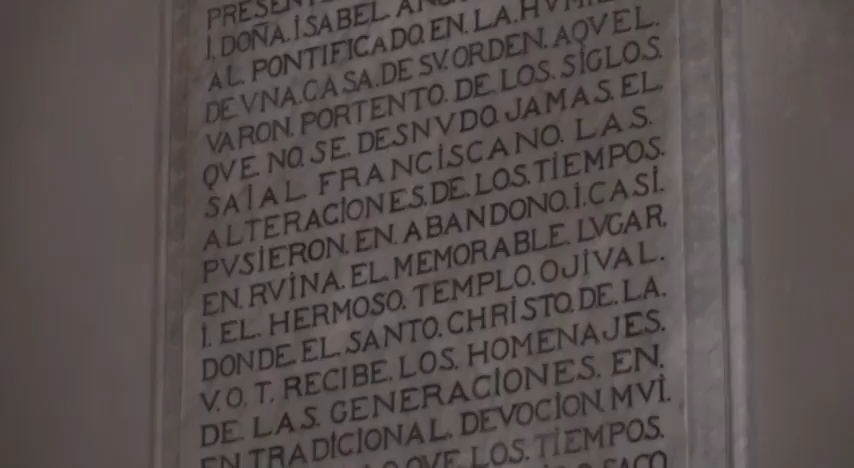 I. DOÑA. ISABEL.
AL. PONTIFICADO. EN. LA.
DE VNA. CASA. DE SV. ORDEN. AQVEL.
VARON. PORTENTO. DE LOS. SIGLOS.
QVE. NO. SE. DESNVDO. JAMAS. EL.
SAIAL FRANCISCANO. LAS.
ALTERACIONES. DE. LOS. TIEMPOS.
PVSIERON. EN. ABANDONO. I. CASI.
EN. RVINA. EL. MEMORABLE. LVGAR.
I. EL. HERMOSO. TEMPLO. OJIVAL.
DONDE. EL. SANTO. CHRISTO. DE. LA.
V. O. T. RECIBE. LOS. HOMENAJES.
DE. LAS. GENERACIONES. EN.
EN TRADICIONAL. DEVOCION. MVI.
QVE LOS. TIEMPOS.
SACO